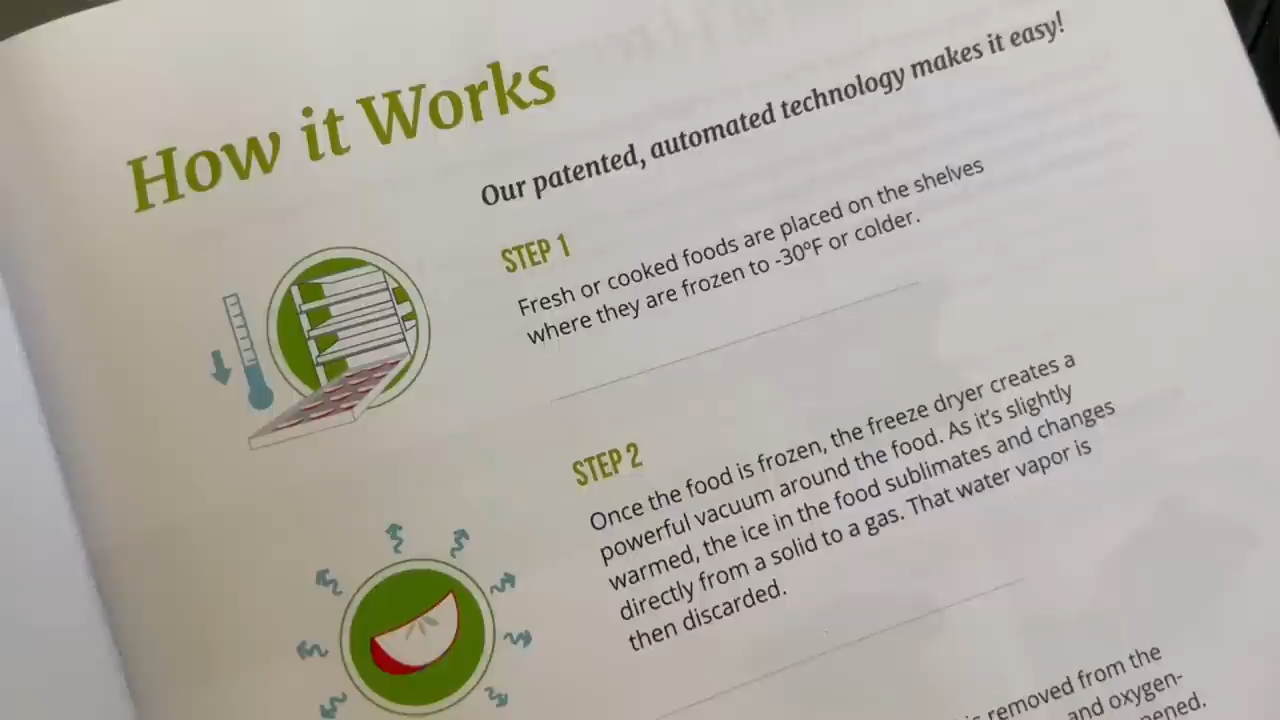 How it Works
Our patented, automated technology makes it easy!
STEP 1
Fresh or cooked foods are placed on the shelves
where they are frozen to -30ºF or colder.
STEP 2
Once the food is frozen, the freeze dryer creates a
powerful vacuum around the food. As it's slightly
warmed, the ice in the food sublimates and changes
directly from a solid to a gas. That water vapor is
then discarded.
removed from the
and oxygen-